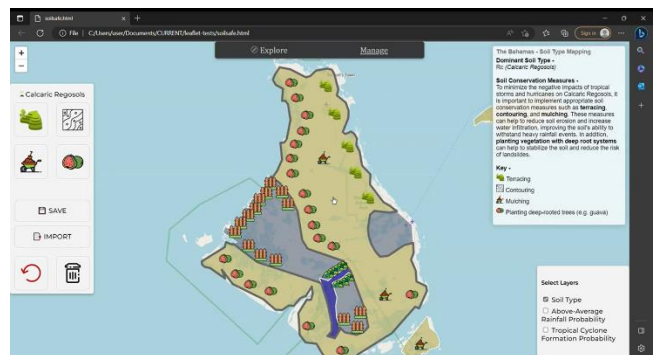 soilsafe.html
File
C:/Users/user/Documents/CURRENT/leaflet-tests/soilsafe.html
Sign in
Explore
Manage
+
−
Calcaric Regosols
SAVE
IMPORT
The Bahamas - Soil Type Mapping
Dominant Soil Type -
Rc (Calcaric Regosols)
Soil Conservation Measures -
To minimize the negative impacts of tropical
storms and hurricanes on Calcaric Regosols, it
is important to implement appropriate soil
conservation measures such as terracing,
contouring, and mulching. These measures
can help to reduce soil erosion and increase
water infiltration, improving the soil's ability to
withstand heavy rainfall events. In addition,
planting vegetation with deep root systems
can help to stabilize the soil and reduce the risk
of landslides.
Key -
Terracing
Contouring
Mulching
Planting deep-rooted trees (e.g. guava)
Select Layers
Soil Type
Above-Average
Rainfall Probability
Tropical Cyclone
Formation Probability